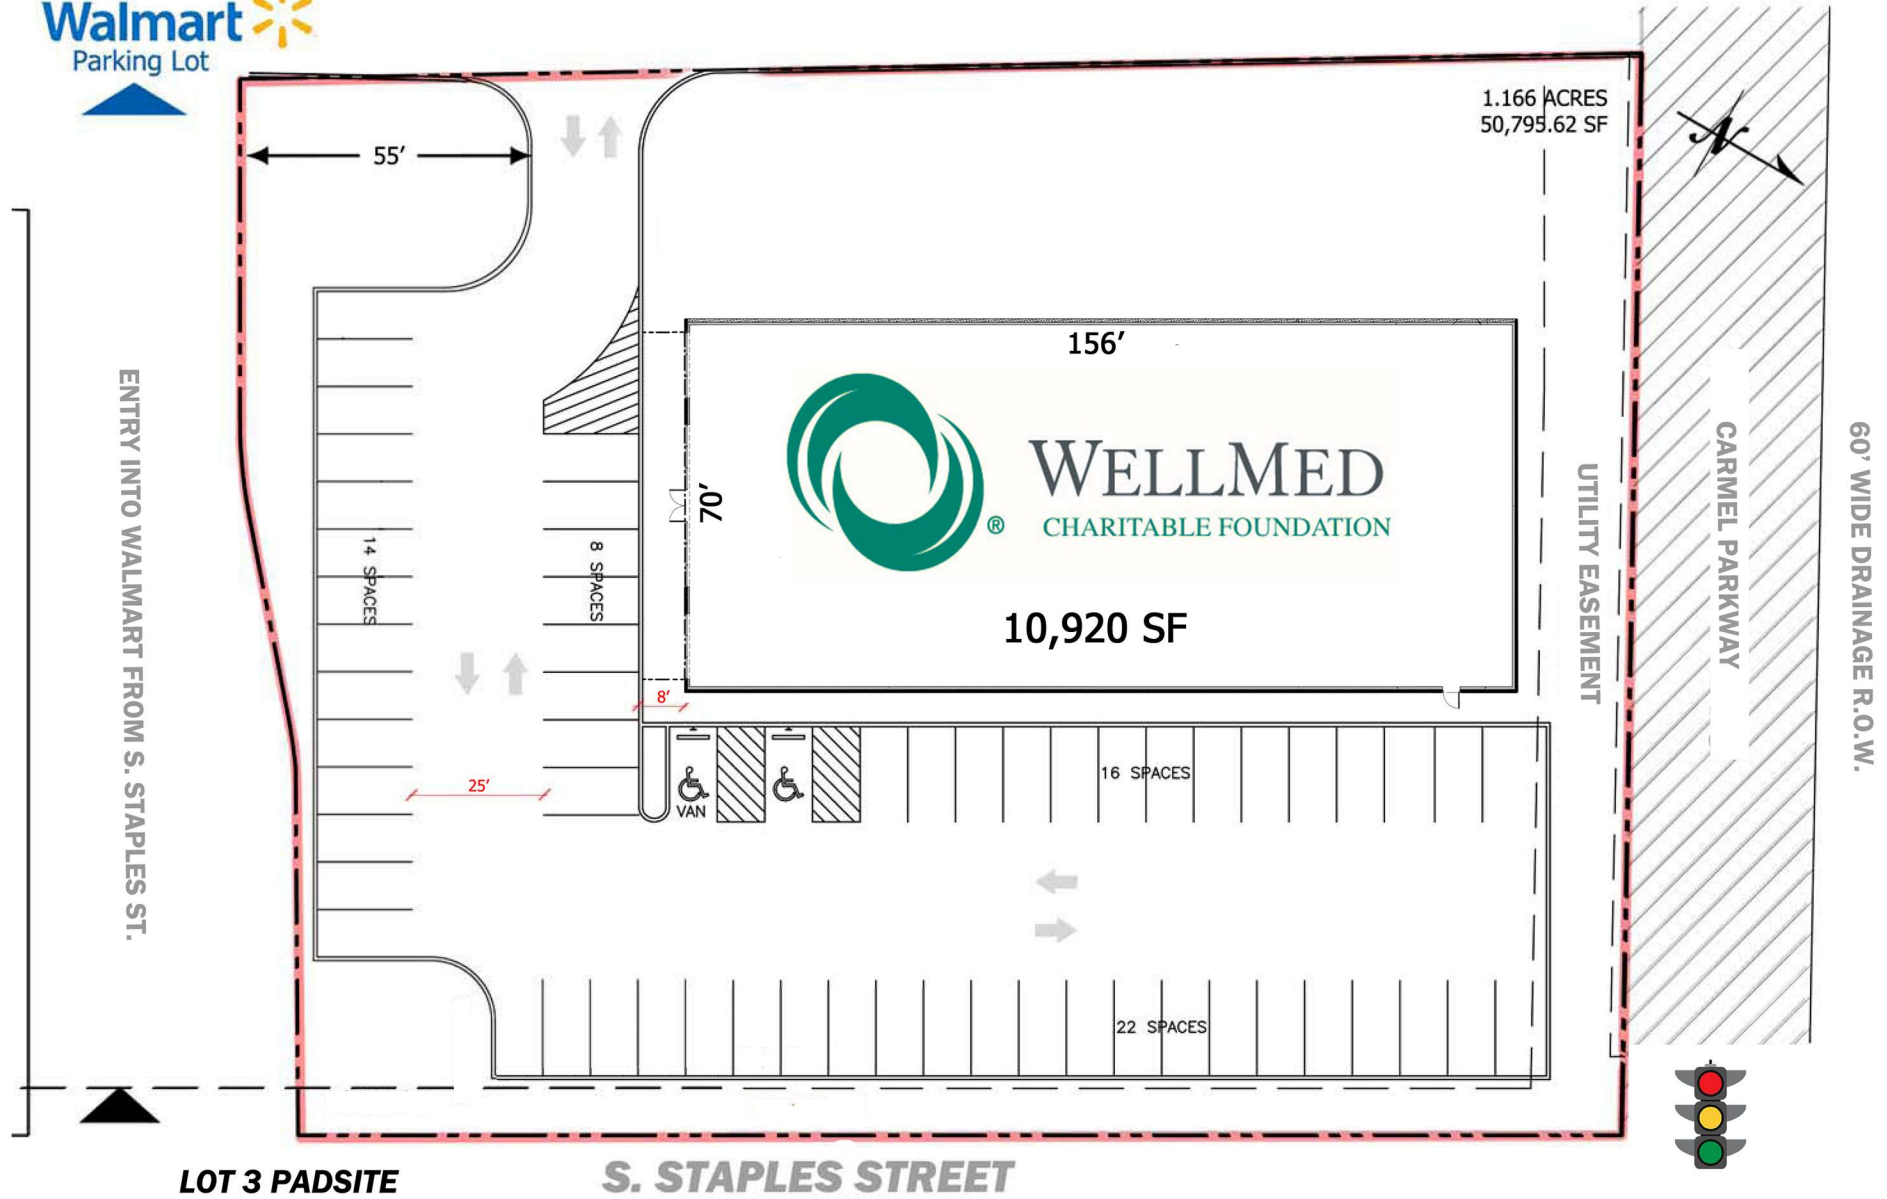 Walmart
Parking Lot
1.166 ACRES
50,795.62 SF
N
55'
156'
70'
WELLMED
®
CHARITABLE FOUNDATION
10,920 SF
ENTRY INTO WALMART FROM S. STAPLES ST.
14 SPACES
8 SPACES
UTILITY EASEMENT
CARMEL PARKWAY
60' WIDE DRAINAGE R.O.W.
8'
25'
VAN
16 SPACES
22 SPACES
LOT 3 PADSITE
S. STAPLES STREET